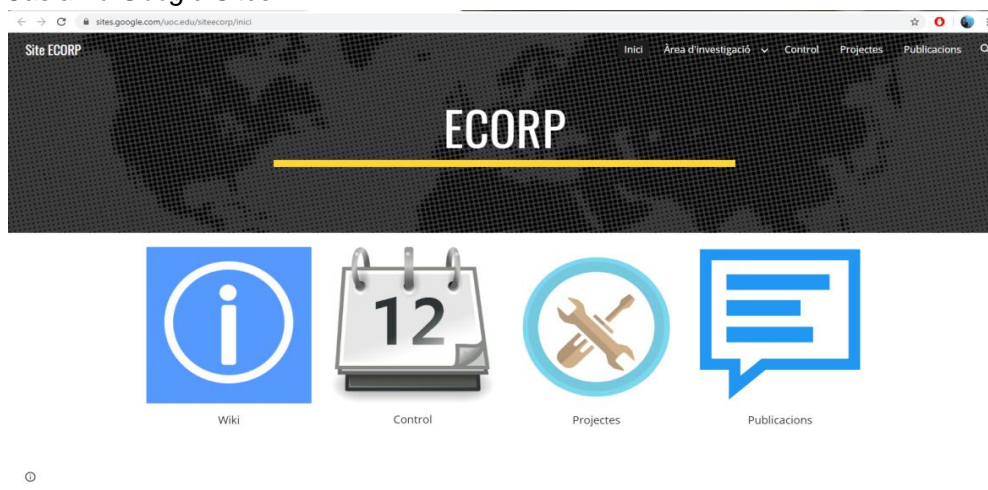 sites.google.com/uoc.edu/siteecorp/inici
Site ECORP
Inici Àrea d'investigació Control Projectes Publicacions
ECORP
12
Wiki Control Projectes Publicacions